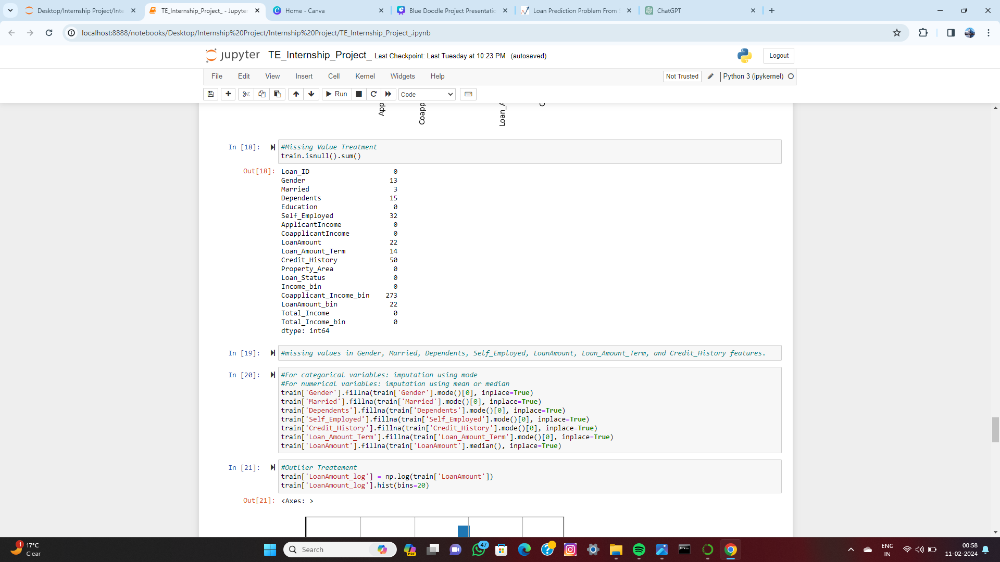 Desktop/Internship Project/Inte
TE_Internship_Project_ - Jupyter
Home - Canva
Blue Doodle Project Presentatio
Loan Prediction Problem From S
ChatGPT
localhost:8888/notebooks/Desktop/Internship%20Project/Internship%20Project/TE_Internship_Project_.ipynb
jupyter TE_Internship_Project_ Last Checkpoint: Last Tuesday at 10:23 PM (autosaved)
Logout
File Edit View Insert Cell Kernel Widgets Help
Not Trusted
Python 3 (ipykernel)
Run
Code
App
Coapp
Loan_A
C
In [18]:
#Missing Value Treatment
train.isnull().sum()
Out[18]:
Loan_ID 0
Gender 13
Married 3
Dependents 15
Education 0
Self_Employed 32
ApplicantIncome 0
CoapplicantIncome 0
LoanAmount 22
Loan_Amount_Term 14
Credit_History 50
Property_Area 0
Loan_Status 0
Income_bin 0
Coapplicant_Income_bin 273
LoanAmount_bin 22
Total_Income 0
Total_Income_bin 0
dtype: int64
In [19]:
#missing values in Gender, Married, Dependents, Self_Employed, LoanAmount, Loan_Amount_Term, and Credit_History features.
In [20]:
#For categorical variables: imputation using mode
#For numerical variables: imputation using mean or median
train['Gender'].fillna(train['Gender'].mode()[0], inplace=True)
train['Married'].fillna(train['Married'].mode()[0], inplace=True)
train['Dependents'].fillna(train['Dependents'].mode()[0], inplace=True)
train['Self_Employed'].fillna(train['Self_Employed'].mode()[0], inplace=True)
train['Credit_History'].fillna(train['Credit_History'].mode()[0], inplace=True)
train['Loan_Amount_Term'].fillna(train['Loan_Amount_Term'].mode()[0], inplace=True)
train['LoanAmount'].fillna(train['LoanAmount'].median(), inplace=True)
In [21]:
#Outlier Treatement
train['LoanAmount_log'] = np.log(train['LoanAmount'])
train['LoanAmount_log'].hist(bins=20)
Out[21]:
<Axes: >
1
17°C
Clear
Search
PRE
47
ENG
IN
00:58
11-02-2024